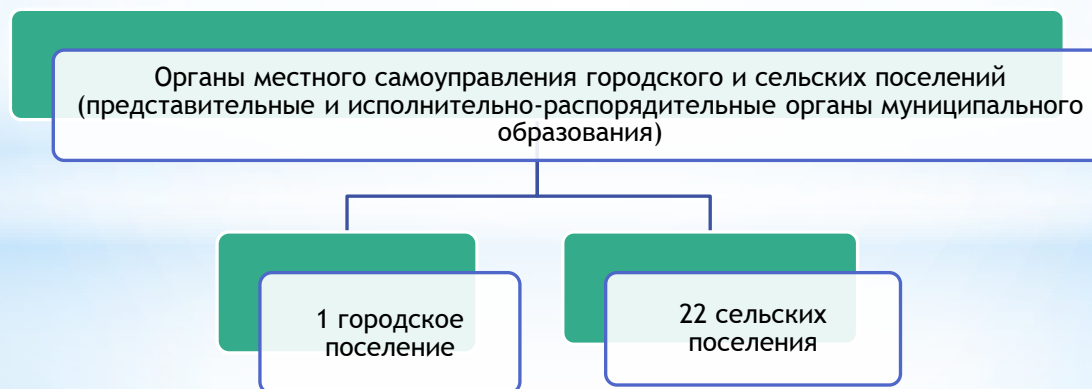 Органы местного самоуправления городского и сельских поселений
(представительные и исполнительно-распорядительные органы муниципального
образования)
1 городское
поселение
22 сельских
поселения